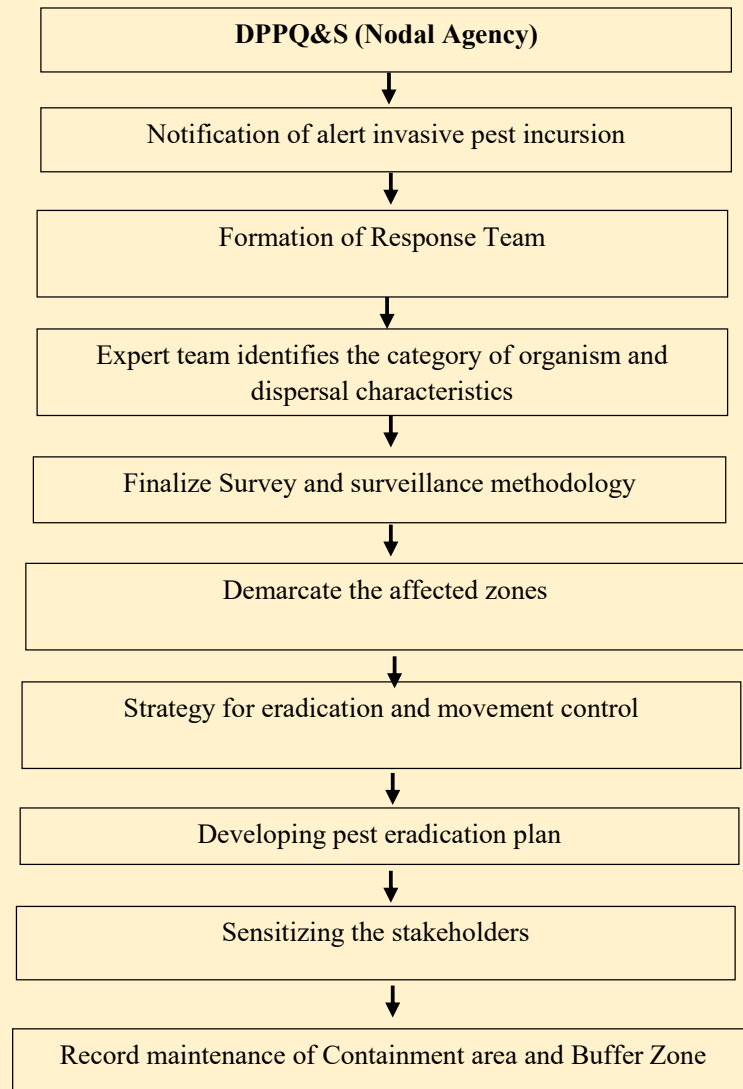 DPPQ&S (Nodal Agency)
Notification of alert invasive pest incursion
Formation of Response Team
Expert team identifies the category of organism and
dispersal characteristics
Finalize Survey and surveillance methodology
Demarcate the affected zones
Strategy for eradication and movement control
Developing pest eradication plan
Sensitizing the stakeholders
Record maintenance of Containment area and Buffer Zone